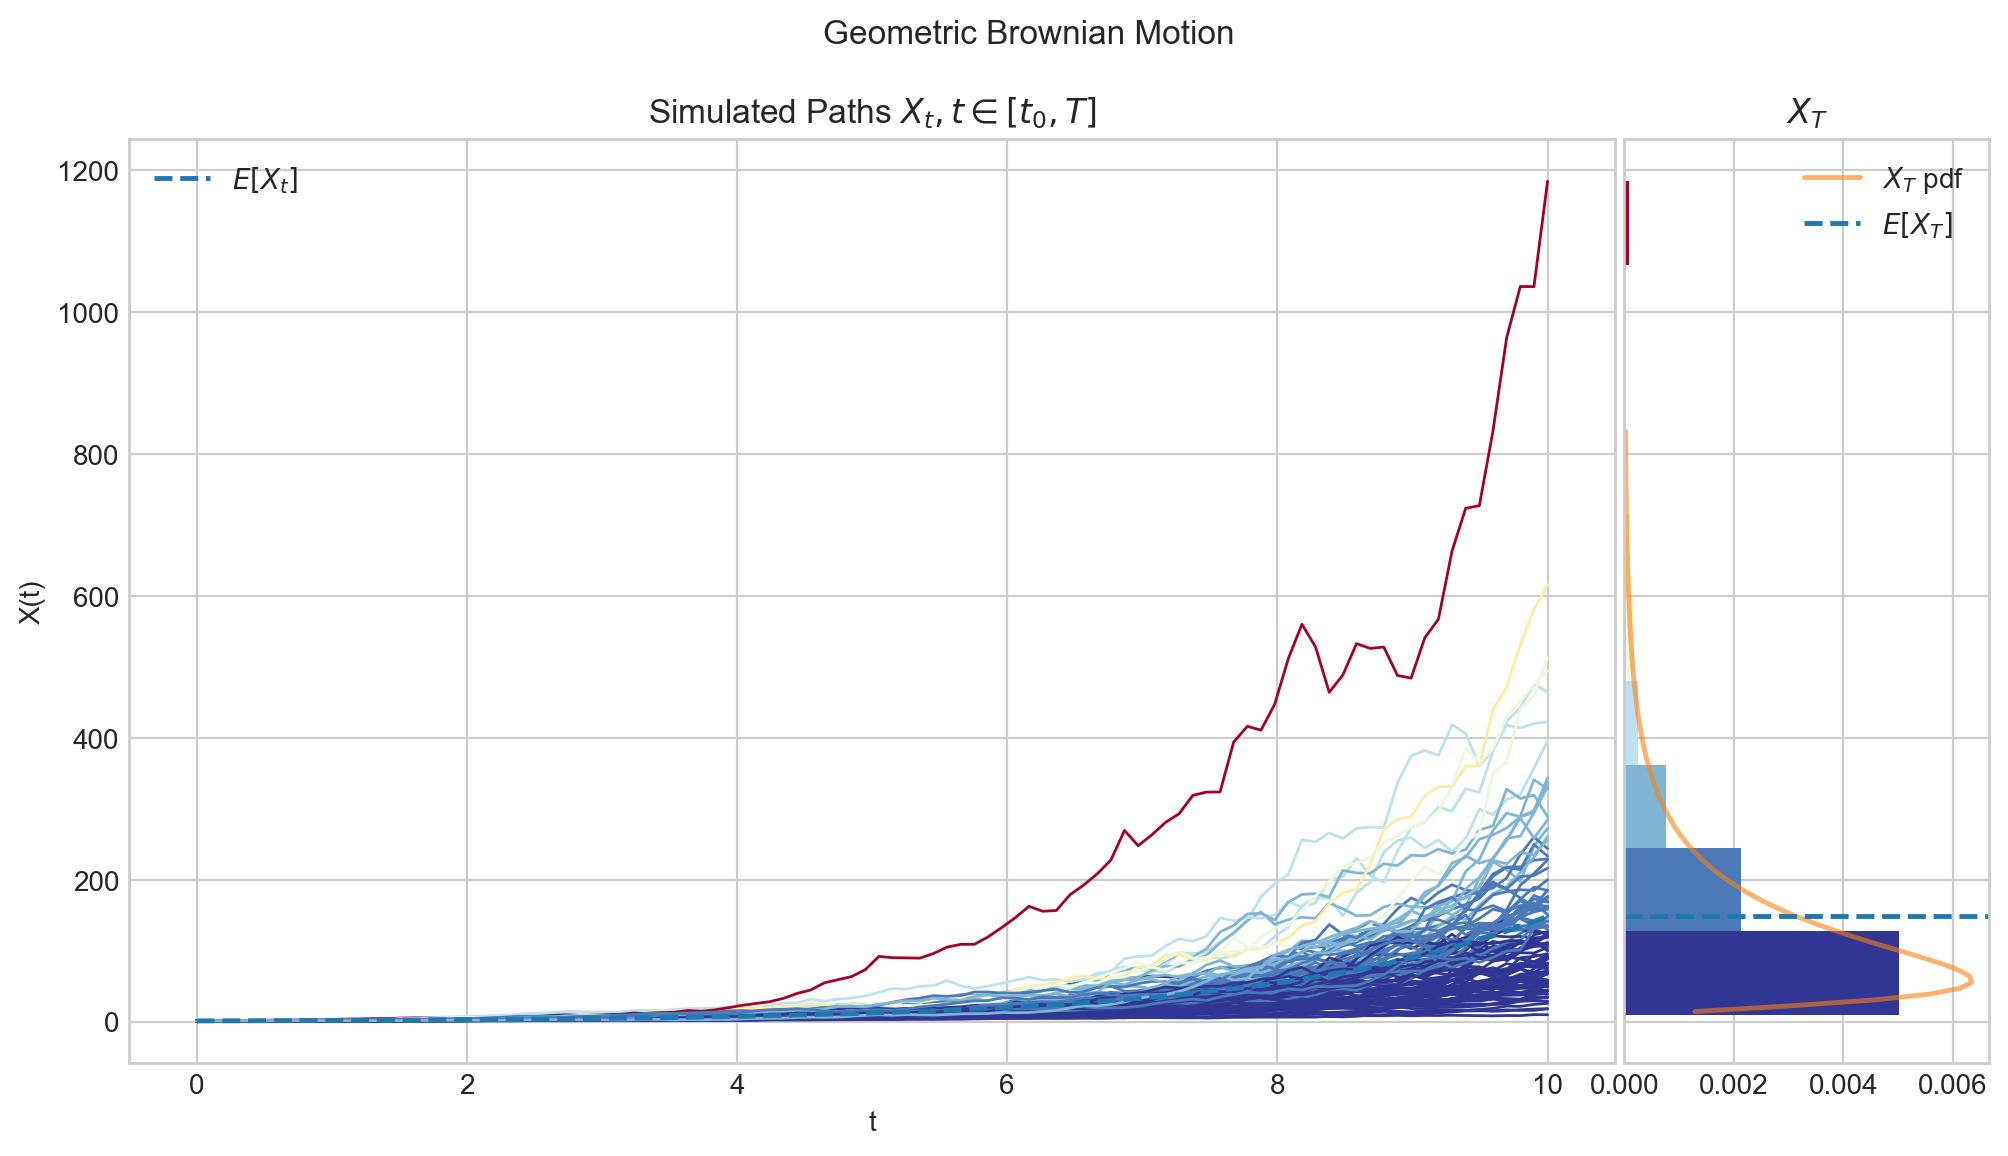 Geometric Brownian Motion
Simulated Paths $X_t, t \in [t_0, T]$
$X_T$
1200
1000
800
600
400
200
0
X(t)
$E[X_t]$
$X_T$ pdf
$E[X_T]$
0 2 4 6 8 10
0.000 0.002 0.004 0.006
t